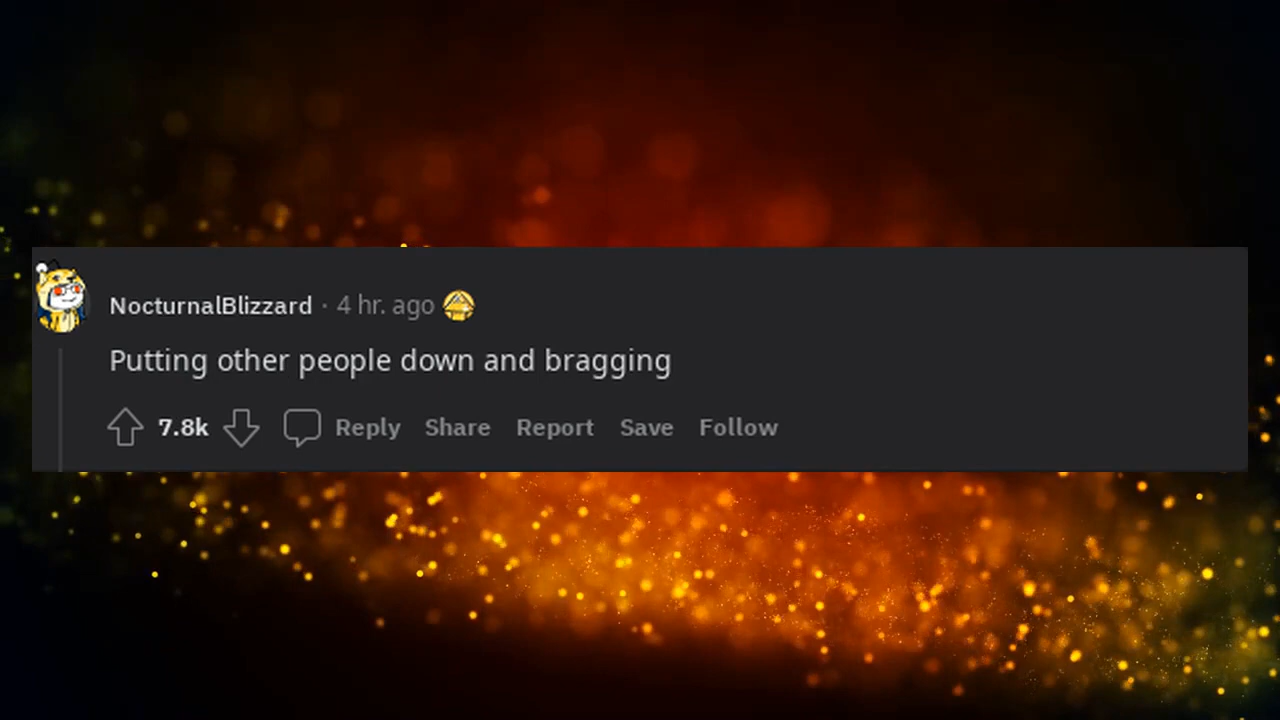 NocturnalBlizzard · 4 hr. ago
Putting other people down and bragging
7.8k Reply Share Report Save Follow